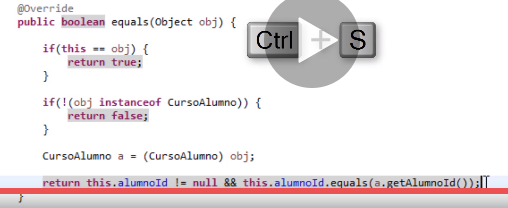 @Override
public boolean equals(Object obj) {
if(this == obj) {
return true;
}
if(!(obj instanceof CursoAlumno)) {
return false;
}
CursoAlumno a = (CursoAlumno) obj;
return this.alumnoId != null && this.alumnoId.equals(a.getAlumnoId());
}
Ctrl + S